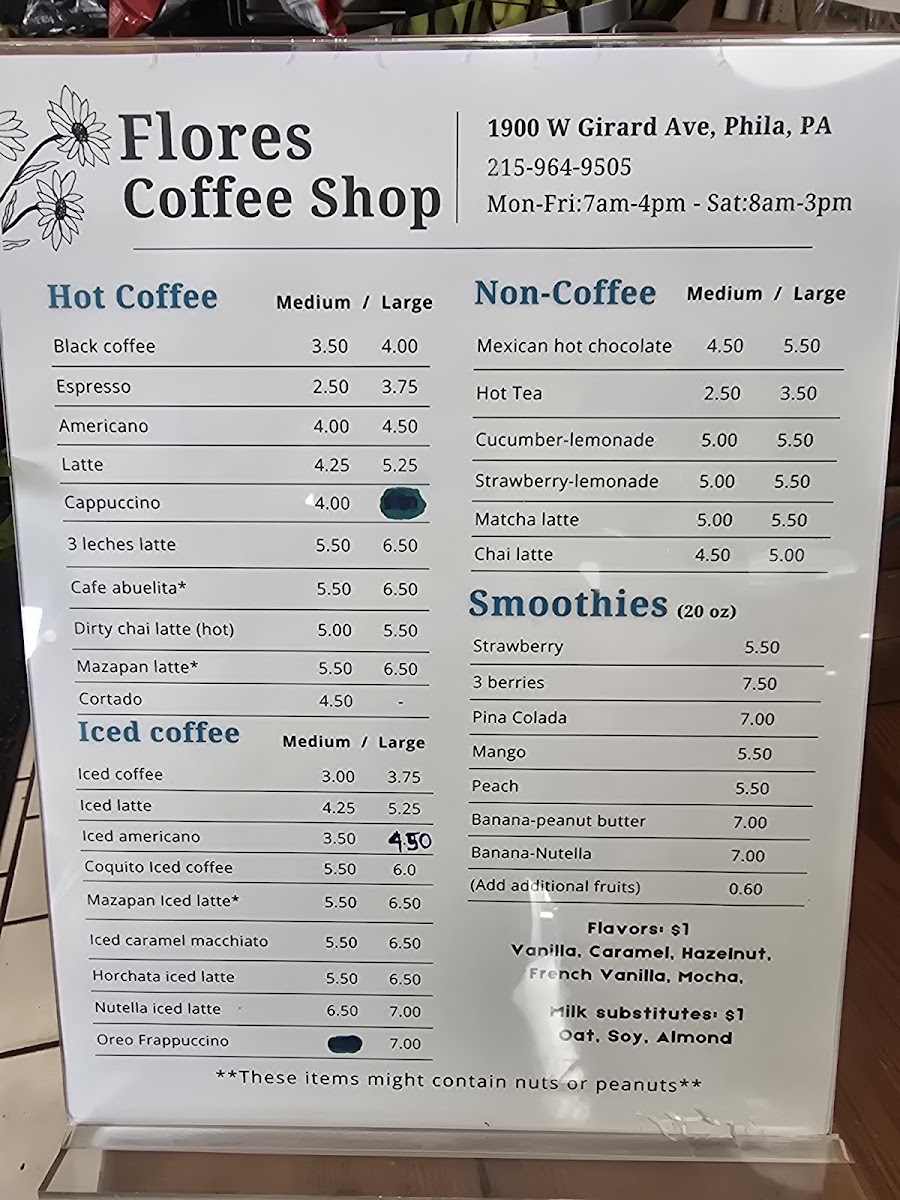 Flores
Coffee Shop
1900 W Girard Ave, Phila, PA
215-964-9505
Mon-Fri:7am-4pm - Sat:8am-3pm
Hot Coffee Medium / Large
Black coffee 3.50 4.00
Espresso 2.50 3.75
Americano 4.00 4.50
Latte 4.25 5.25
Cappuccino 4.00
3 leches latte 5.50 6.50
Cafe abuelita* 5.50 6.50
Dirty chai latte (hot) 5.00 5.50
Mazapan latte* 5.50 6.50
Cortado 4.50 -
Iced coffee Medium / Large
Iced coffee 3.00 3.75
Iced latte 4.25 5.25
Iced americano 3.50 4.50
Coquito Iced coffee 5.50 6.0
Mazapan Iced latte* 5.50 6.50
Iced caramel macchiato 5.50 6.50
Horchata iced latte 5.50 6.50
Nutella iced latte 6.50 7.00
Oreo Frappuccino 7.00
Non-Coffee Medium / Large
Mexican hot chocolate 4.50 5.50
Hot Tea 2.50 3.50
Cucumber-lemonade 5.00 5.50
Strawberry-lemonade 5.00 5.50
Matcha latte 5.00 5.50
Chai latte 4.50 5.00
Smoothies (20 oz)
Strawberry 5.50
3 berries 7.50
Pina Colada 7.00
Mango 5.50
Peach 5.50
Banana-peanut butter 7.00
Banana-Nutella 7.00
(Add additional fruits) 0.60
Flavors: $1
Vanilla, Caramel, Hazelnut,
French Vanilla, Mocha,
Milk substitutes: $1
Oat, Soy, Almond
**These items might contain nuts or peanuts**